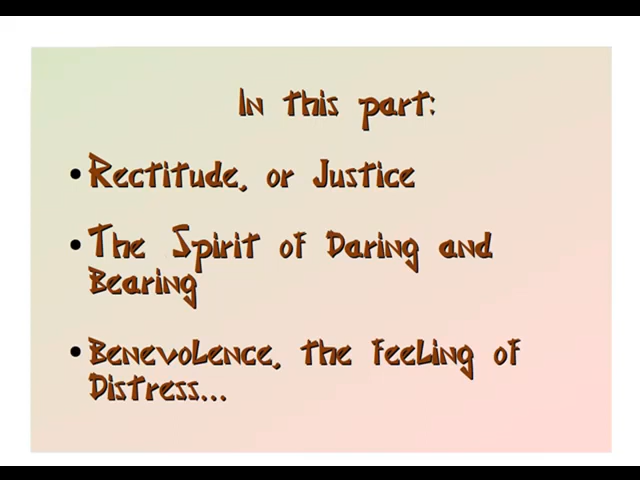 In this part:
• Rectitude, or Justice
• The Spirit of Daring and
Bearing
• Benevolence, the feeling of
Distress...